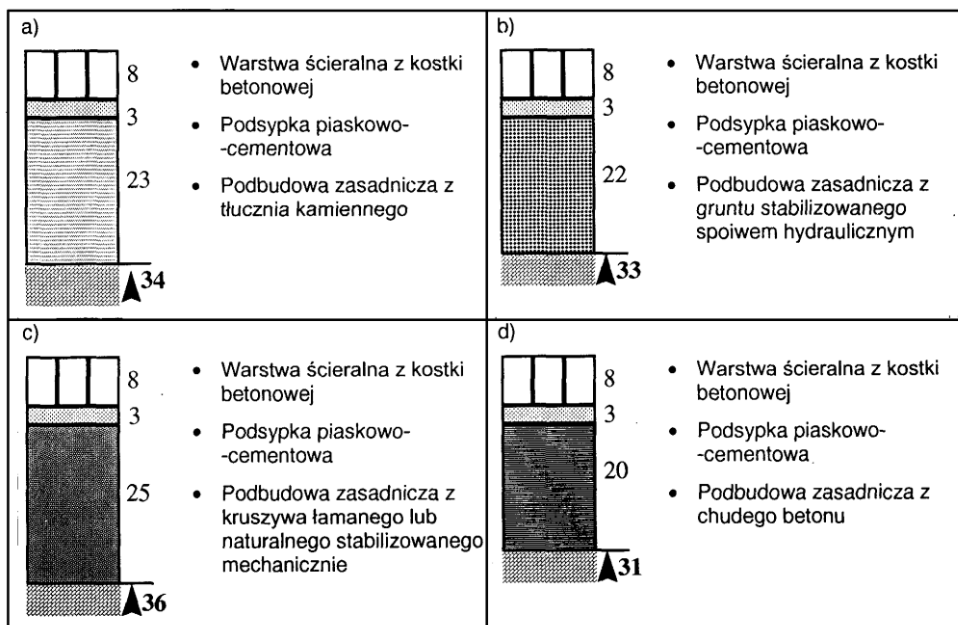 a)
8
3
23
34
• Warstwa ścieralna z kostki
betonowej
• Podsypka piaskowo-
-cementowa
• Podbudowa zasadnicza z
tłucznia kamiennego
b)
8
3
22
33
• Warstwa ścieralna z kostki
betonowej
• Podsypka piaskowo-
-cementowa
• Podbudowa zasadnicza z
gruntu stabilizowanego
spoiwem hydraulicznym
c)
8
3
25
36
• Warstwa ścieralna z kostki
betonowej
• Podsypka piaskowo-
-cementowa
• Podbudowa zasadnicza z
kruszywa łamanego lub
naturalnego stabilizowanego
mechanicznie
d)
8
3
20
31
• Warstwa ścieralna z kostki
betonowej
• Podsypka piaskowo-
-cementowa
• Podbudowa zasadnicza z
chudego betonu